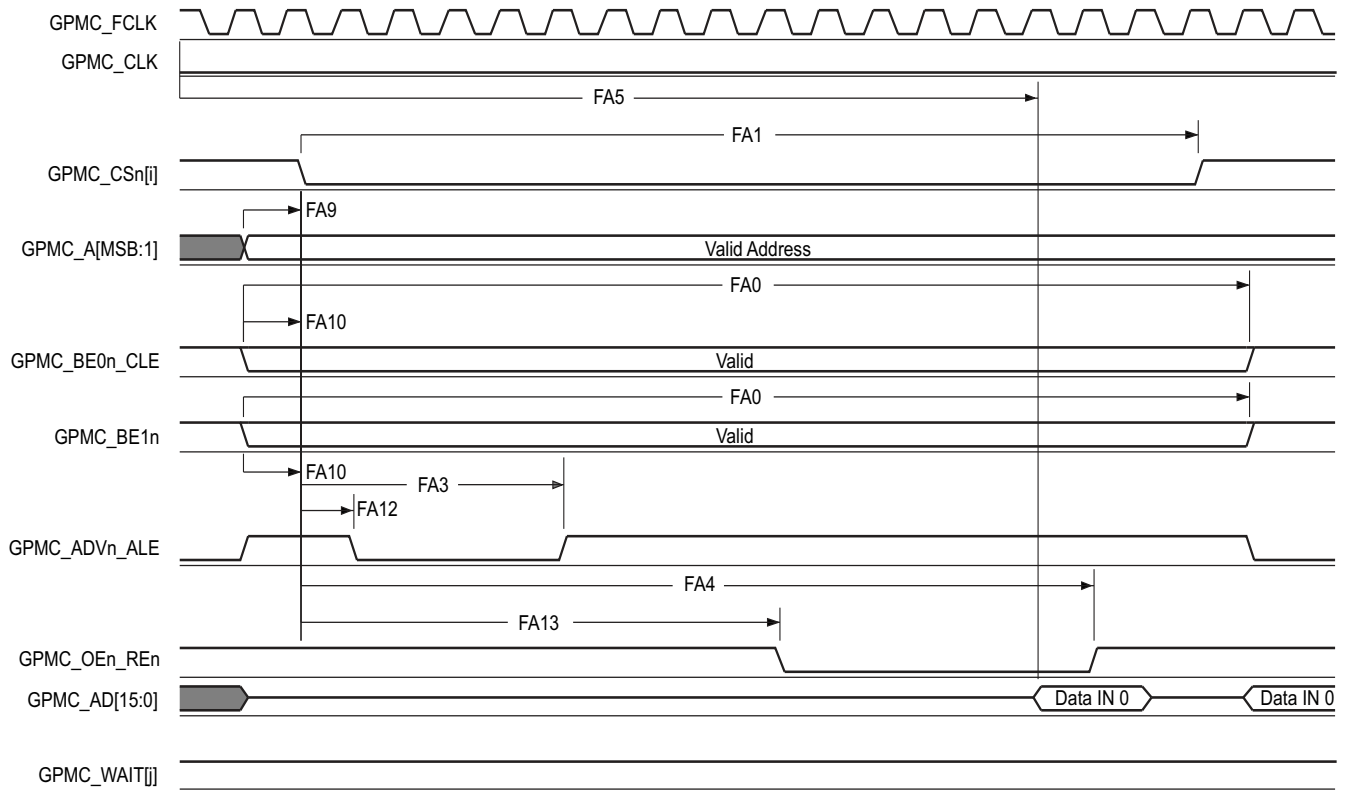 GPMC_FCLK
GPMC_CLK
FA5
FA1
GPMC_CSn[i]
FA9
GPMC_A[MSB:1]
Valid Address
FA0
FA10
GPMC_BE0n_CLE
Valid
FA0
GPMC_BE1n
Valid
FA10
FA3
FA12
GPMC_ADVn_ALE
FA4
FA13
GPMC_OEn_REn
GPMC_AD[15:0]
Data IN 0
Data IN 0
GPMC_WAIT[j]